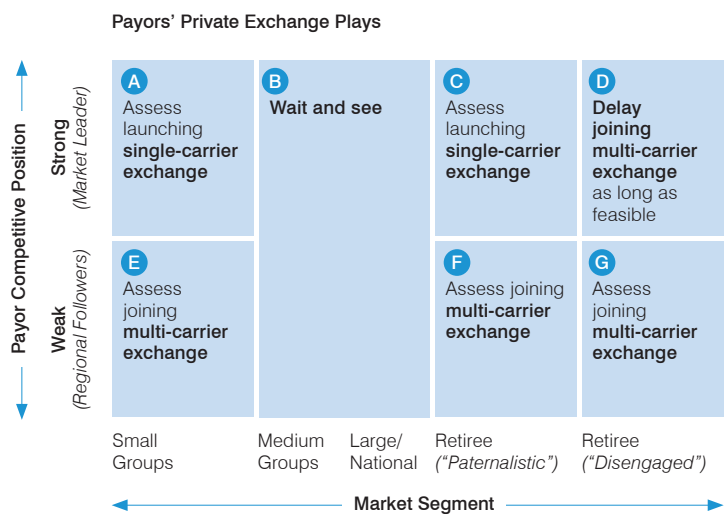 Payors’ Private Exchange Plays
Payor Competitive Position
Strong
(Market Leader)
Weak
(Regional Followers)
A
Assess
launching
single-carrier
exchange
B
Wait and see
C
Assess
launching
single-carrier
exchange
D
Delay
joining
multi-carrier
exchange
as long as
feasible
E
Assess
joining
multi-carrier
exchange
F
Assess joining
multi-carrier
exchange
G
Assess
joining
multi-carrier
exchange
Small
Groups
Medium
Groups
Large/
National
Retiree
(“Paternalistic”)
Retiree
(“Disengaged”)
Market Segment